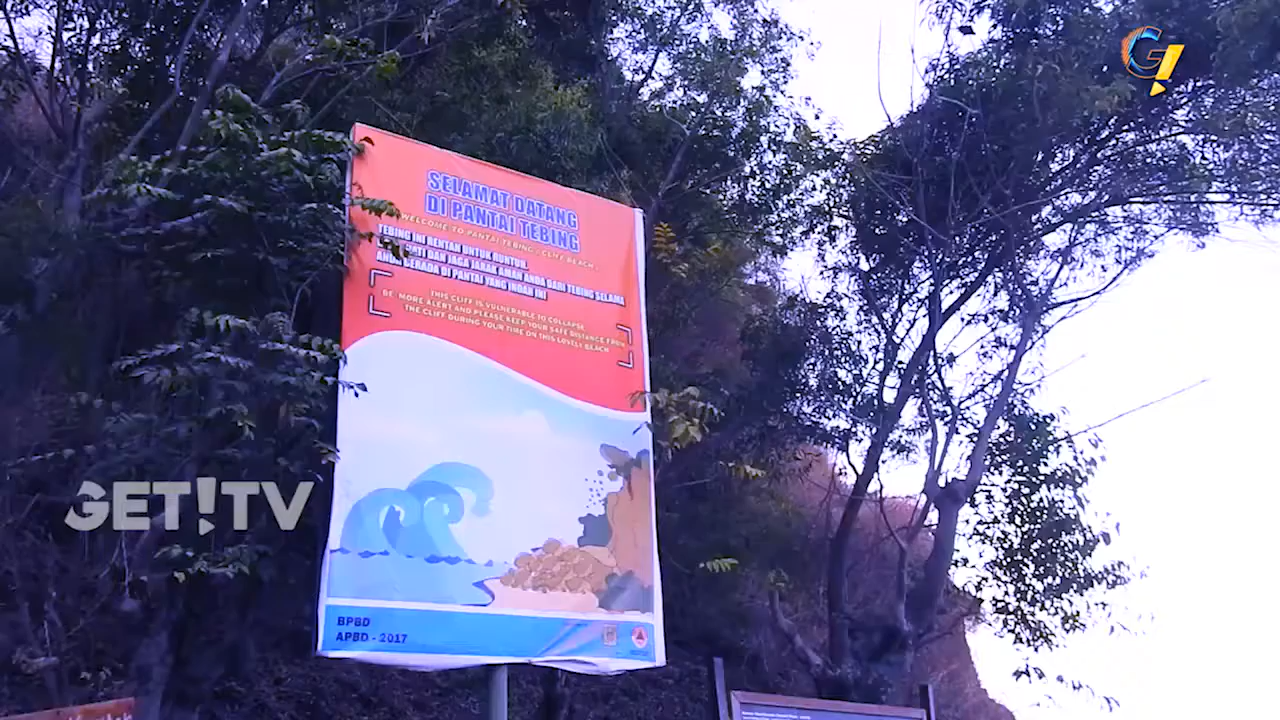 G!
SELAMAT DATANG
DI PANTAI TEBING
WELCOME TO PANTAI TEBING - CLIFF BEACH -
TEBING INI RENTAN UNTUK RUNTUH.
DAN JAGA JARAK AMAN ANDA DARI TEBING SELAMA
ANDA BERADA DI PANTAI YANG INDAH INI
THIS CLIFF IS VULNERABLE TO COLLAPSE
BE MORE ALERT AND PLEASE KEEP YOUR SAFE DISTANCE FROM
THE CLIFF DURING YOUR TIME ON THIS LOVELY BEACH
GET!TV
BPBD
APBD - 2017